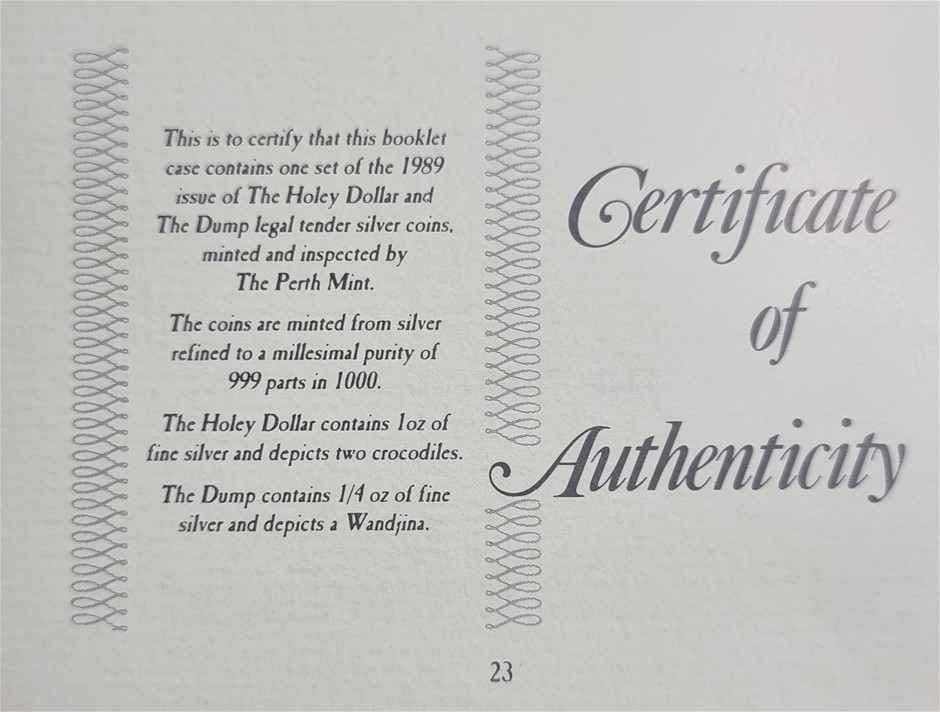 This is to certify that this booklet
case contains one set of the 1989
issue of The Holey Dollar and
The Dump legal tender silver coins,
minted and inspected by
The Perth Mint.
The coins are minted from silver
refined to a millesimal purity of
999 parts in 1000.
The Holey Dollar contains 1oz of
fine silver and depicts two crocodiles.
The Dump contains 1/4 oz of fine
silver and depicts a Wandjina.
Certificate
of
Authenticity
23